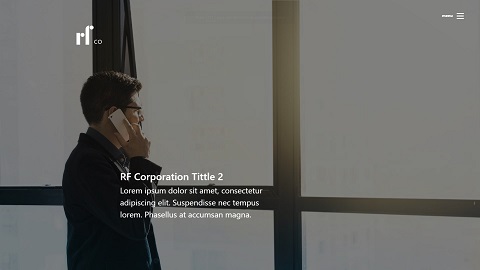 rf co
menu
RF Corporation Tittle 2
Lorem ipsum dolor sit amet, consectetur
adipiscing elit. Suspendisse nec tempus
lorem. Phasellus at accumsan magna.